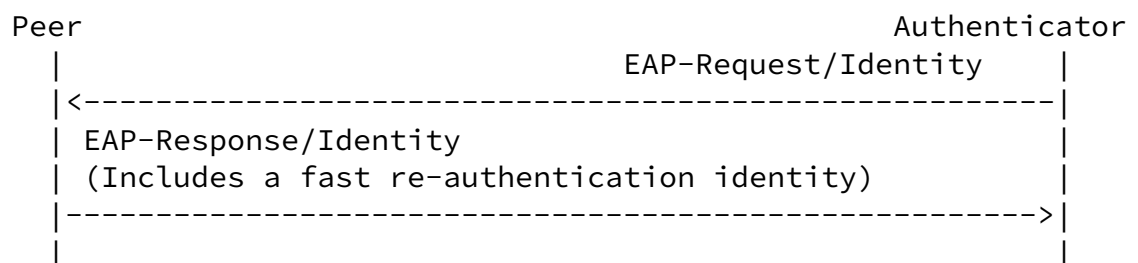 Peer Authenticator
| EAP-Request/Identity |
|<------------------------------------------------------|
| EAP-Response/Identity |
| (Includes a fast re-authentication identity) |
|------------------------------------------------------>|
| |